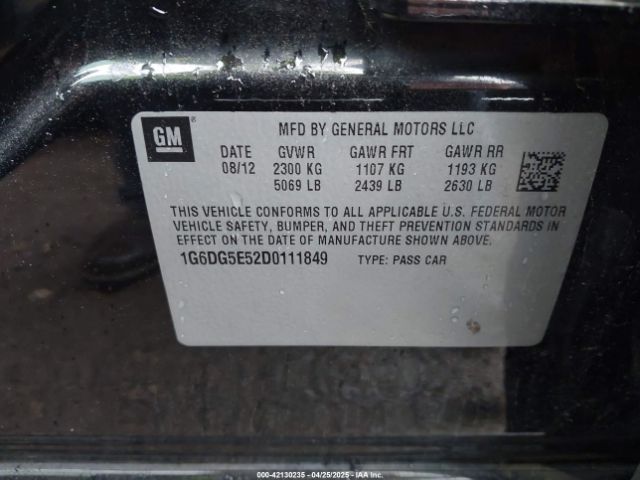 GM
MFD BY GENERAL MOTORS LLC
DATE GVWR GAWR FRT GAWR RR
08/12 2300 KG 1107 KG 1193 KG
5069 LB 2439 LB 2630 LB
THIS VEHICLE CONFORMS TO ALL APPLICABLE U.S. FEDERAL MOTOR
VEHICLE SAFETY, BUMPER, AND THEFT PREVENTION STANDARDS IN
EFFECT ON THE DATE OF MANUFACTURE SHOWN ABOVE.
1G6DG5E52D0111849 TYPE: PASS CAR
000-42130235 - 04/25/2025 - IAAI.COM